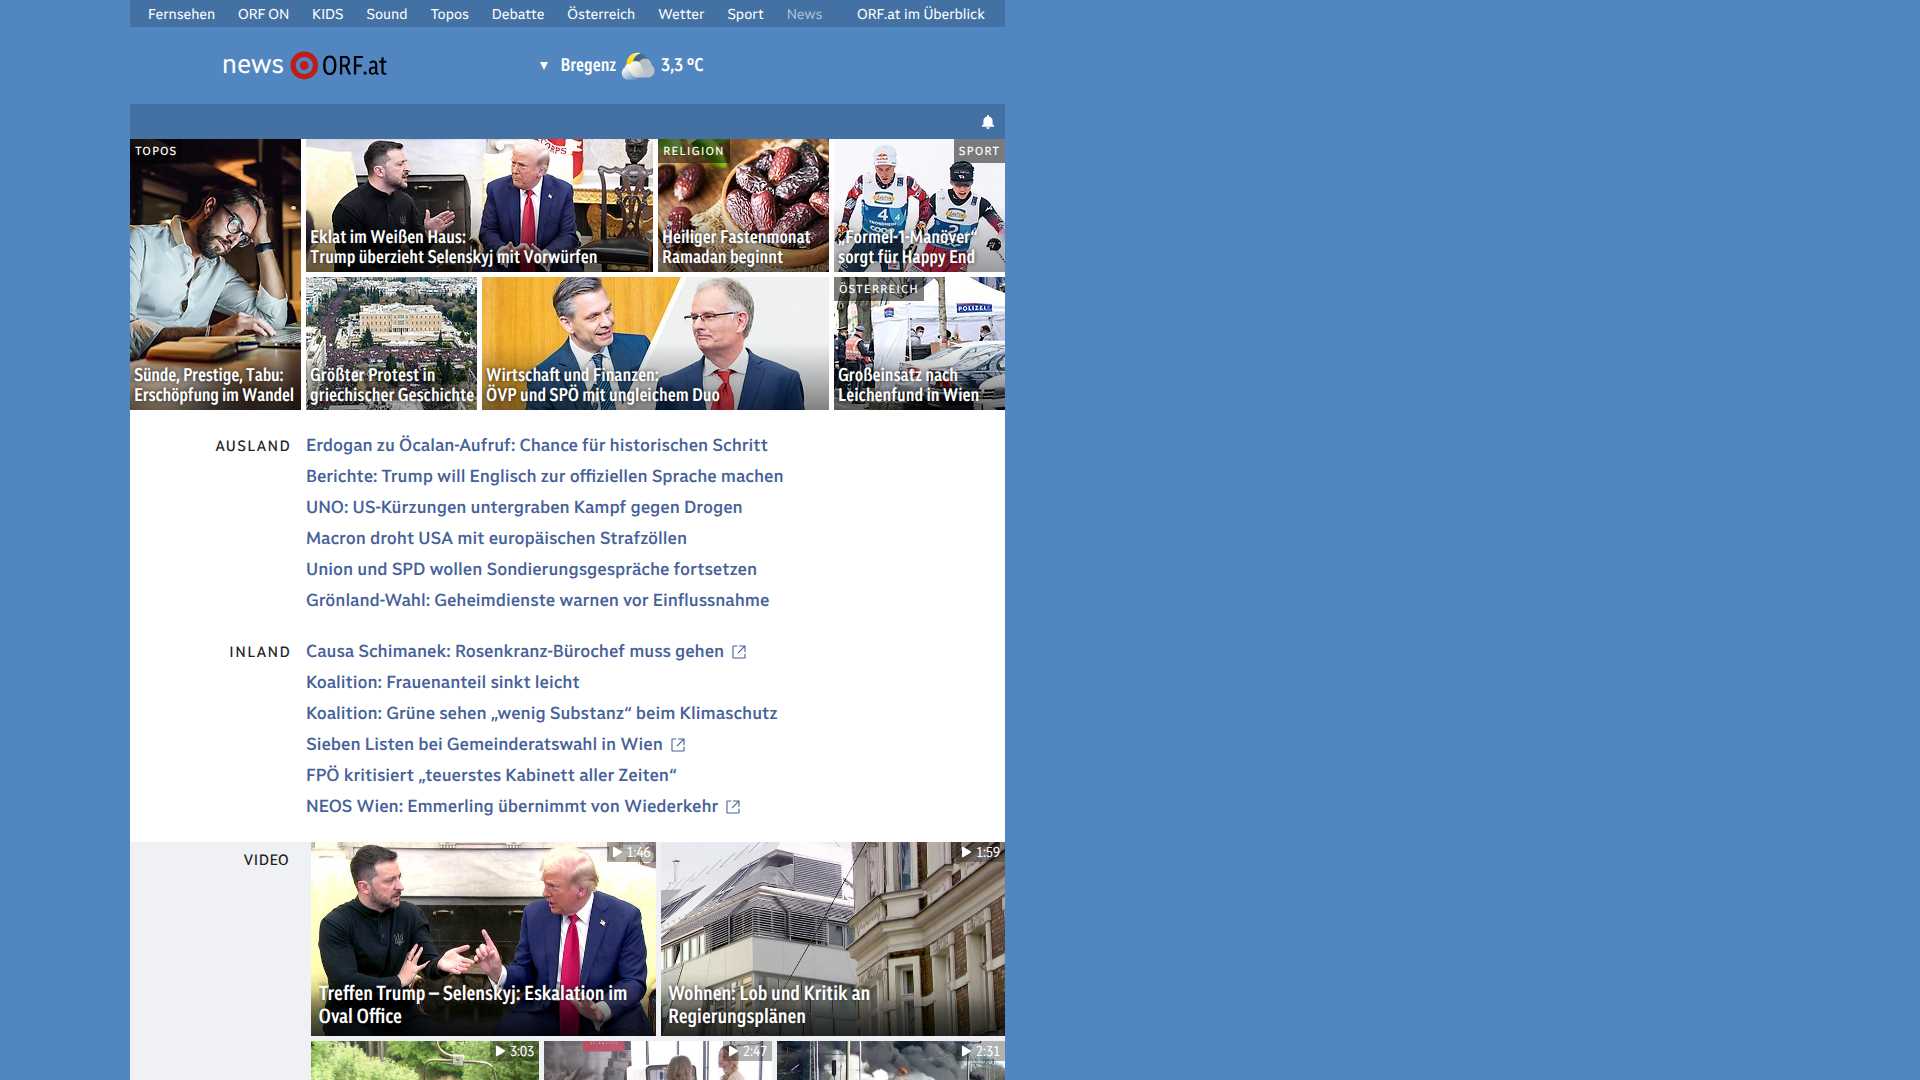 Fernsehen ORF ON KIDS Sound Topos Debatte Österreich Wetter Sport News ORF.at im Überblick
news ORF.at
Bregenz 3,3 °C
TOPOS
Sünde, Prestige, Tabu:
Erschöpfung im Wandel
Eklat im Weißen Haus:
Trump überzieht Selenskyj mit Vorwürfen
RELIGION
Heiliger Fastenmonat
Ramadan beginnt
SPORT
„Formel-1-Manöver“
sorgt für Happy End
Größter Protest in
griechischer Geschichte
Wirtschaft und Finanzen:
ÖVP und SPÖ mit ungleichem Duo
ÖSTERREICH
POLIZEI
Großeinsatz nach
Leichenfund in Wien
AUSLAND
Erdogan zu Öcalan-Aufruf: Chance für historischen Schritt
Berichte: Trump will Englisch zur offiziellen Sprache machen
UNO: US-Kürzungen untergraben Kampf gegen Drogen
Macron droht USA mit europäischen Strafzöllen
Union und SPD wollen Sondierungsgespräche fortsetzen
Grönland-Wahl: Geheimdienste warnen vor Einflussnahme
INLAND
Causa Schimanek: Rosenkranz-Bürochef muss gehen
Koalition: Frauenanteil sinkt leicht
Koalition: Grüne sehen „wenig Substanz“ beim Klimaschutz
Sieben Listen bei Gemeinderatswahl in Wien
FPÖ kritisiert „teuerstes Kabinett aller Zeiten“
NEOS Wien: Emmerling übernimmt von Wiederkehr
VIDEO
1:46
Treffen Trump – Selenskyj: Eskalation im
Oval Office
1:59
Wohnen: Lob und Kritik an
Regierungsplänen
3:03
2:47
2:31